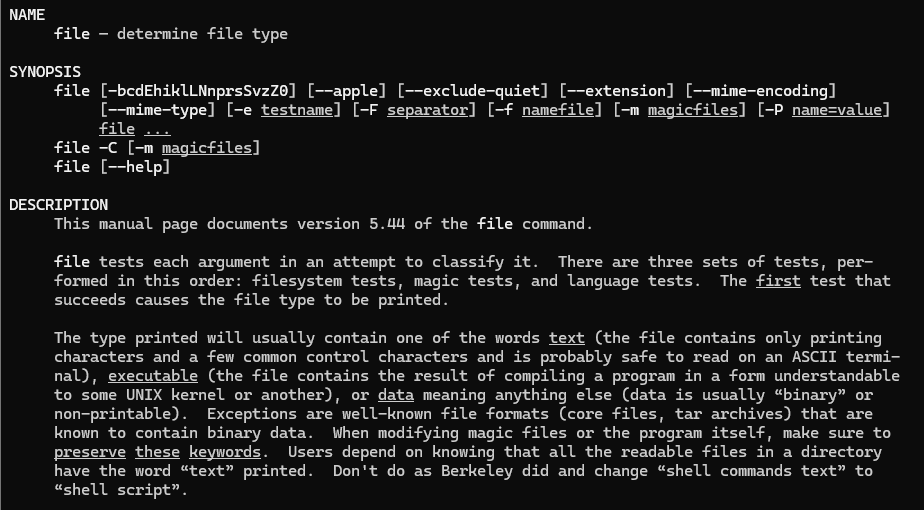 NAME
file — determine file type
SYNOPSIS
file [-bcdEhiklLNnprsSvzZ0] [--apple] [--exclude-quiet] [--extension] [--mime-encoding]
[--mime-type] [-e testname] [-F separator] [-f namefile] [-m magicfiles] [-P name=value]
file ...
file -C [-m magicfiles]
file [--help]
DESCRIPTION
This manual page documents version 5.44 of the file command.
file tests each argument in an attempt to classify it.  There are three sets of tests, per‐
formed in this order: filesystem tests, magic tests, and language tests.  The first test that
succeeds causes the file type to be printed.
The type printed will usually contain one of the words text (the file contains only printing
characters and a few common control characters and is probably safe to read on an ASCII termi‐
nal), executable (the file contains the result of compiling a program in a form understandable
to some UNIX kernel or another), or data meaning anything else (data is usually “binary” or
non-printable).  Exceptions are well-known file formats (core files, tar archives) that are
known to contain binary data.  When modifying magic files or the program itself, make sure to
preserve these keywords.  Users depend on knowing that all the readable files in a directory
have the word “text” printed.  Don't do as Berkeley did and change “shell commands text” to
“shell script”.